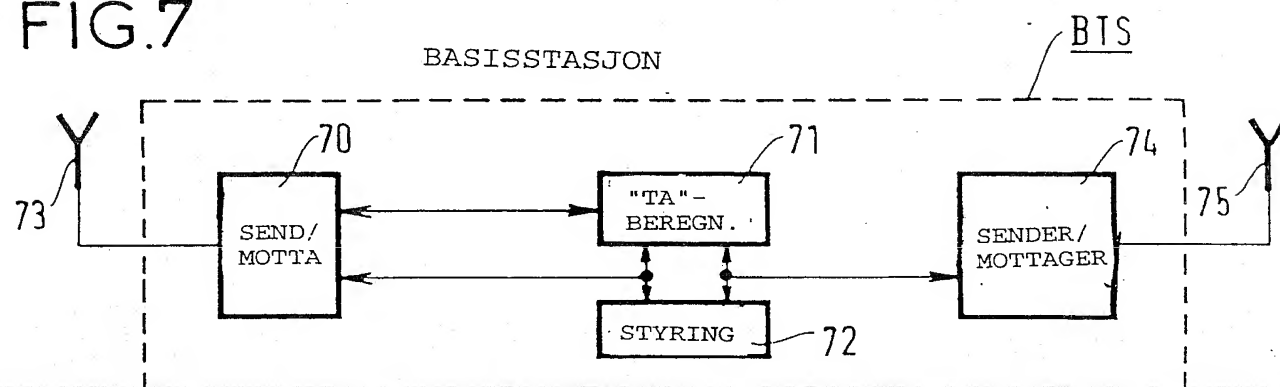 FIG.7
BASISSTASJON
BTS
70
71
74
73
75
SEND/
MOTTA
"TA"-
BEREGN.
SENDER/
MOTTAGER
STYRING
72